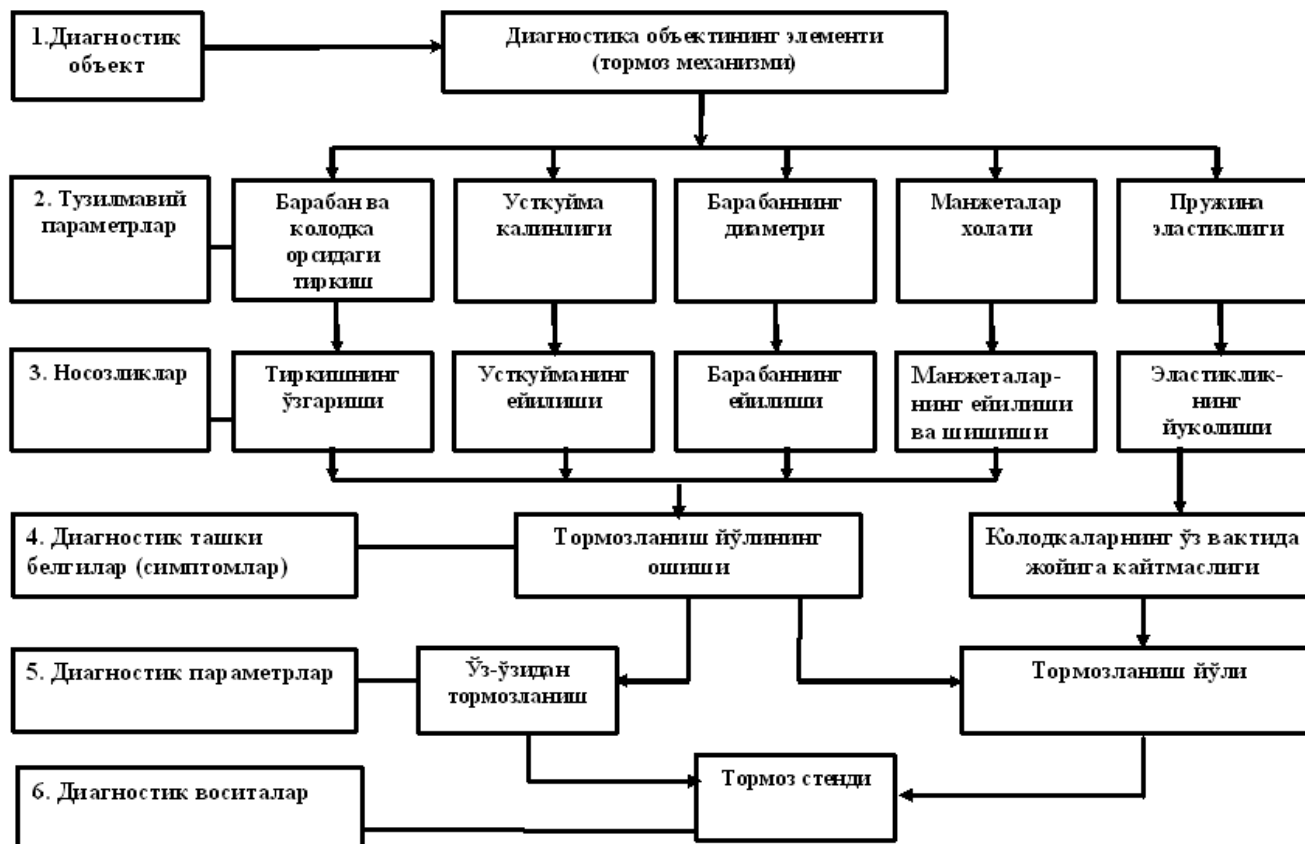 1.Диагностик
объект
Диагностика объектининг элементи
(тормоз механизми)
2. Тузилмавий
параметрлар
Барабан ва
колодка
орсидаги
тиркиш
Усткуйма
калинлиги
Барабаннинг
диаметри
Манжеталар
холати
Пружина
эластиклиги
3. Носозликлар
Тиркишнинг
ўзгариши
Усткуйманинг
ейилиши
Барабаннинг
ейилиши
Манжеталар-
нинг ейилиши
ва шишиши
Эластиклик-
нинг
йуколиши
4. Диагностик ташки
белгилар (симптомлар)
Тормозланиш йўлининг
ошиши
Колодкаларнинг ўз вактида
жойига кайтмаслиги
5. Диагностик параметрлар
Ўз-ўзидан
тормозланиш
Тормозланиш йўли
6. Диагностик воситалар
Тормоз стенди